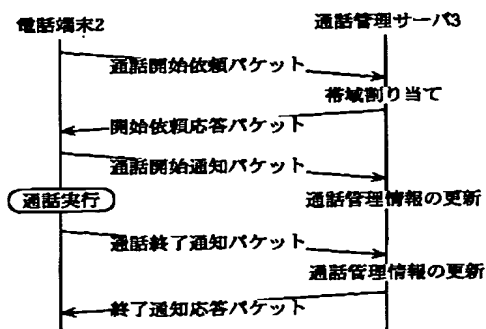 電話端末2
通話管理サーバ3
通話開始依頼パケット
帯域割り当て
開始依頼応答パケット
通話開始通知パケット
通話実行
通話管理情報の更新
通話終了通知パケット
通話管理情報の更新
終了通知応答パケット